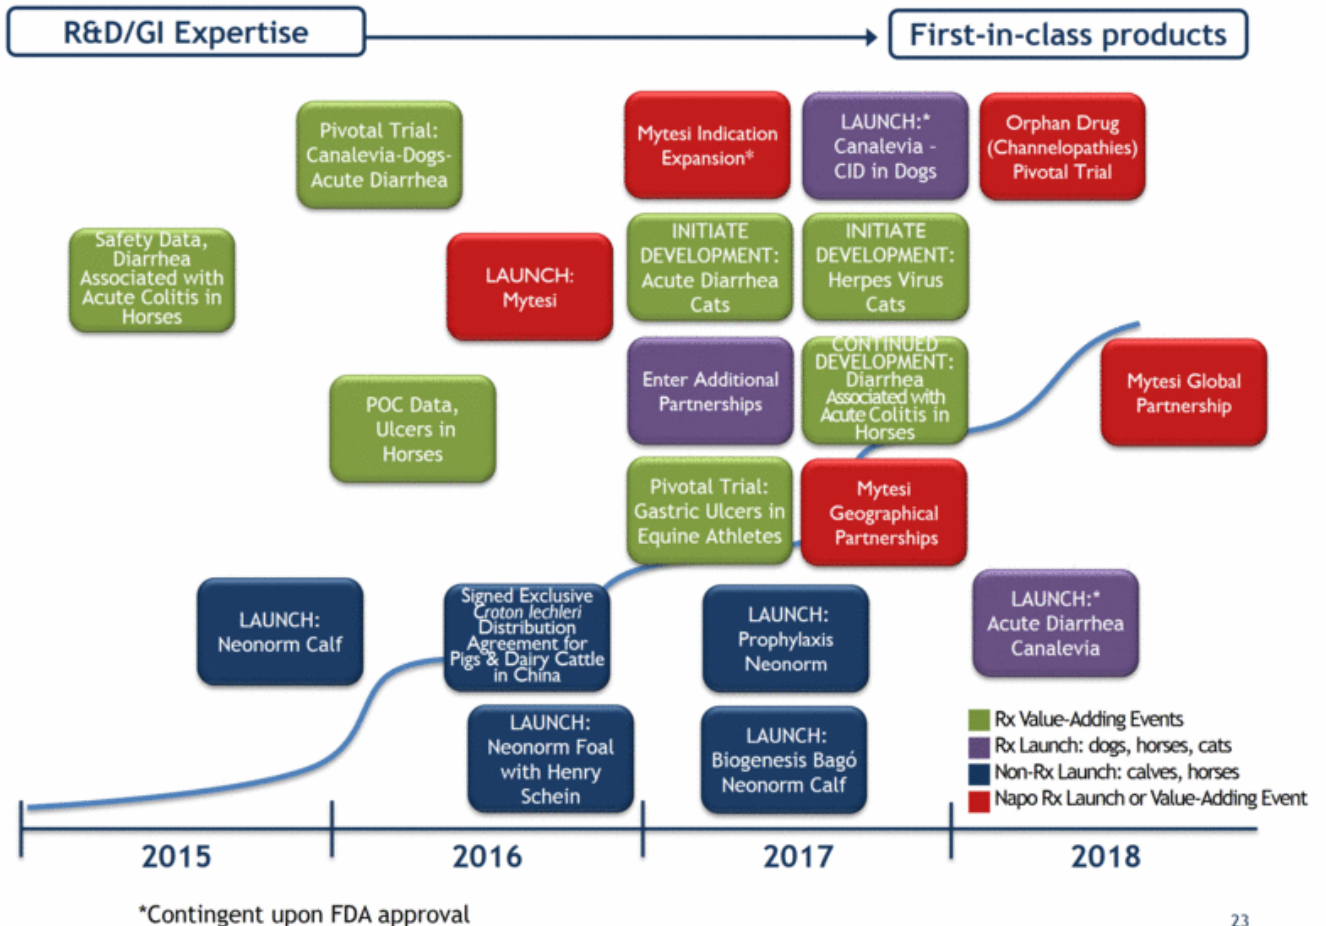 R&D/GI Expertise
First-in-class products
Pivotal Trial:
Canalevia-Dogs-
Acute Diarrhea
Mytesi Indication
Expansion*
LAUNCH:*
Canalevia -
CID in Dogs
Orphan Drug
(Channelopathies)
Pivotal Trial
Safety Data,
Diarrhea
Associated with
Acute Colitis in
Horses
LAUNCH:
Mytesi
INITIATE
DEVELOPMENT:
Acute Diarrhea
Cats
INITIATE
DEVELOPMENT:
Herpes Virus
Cats
POC Data,
Ulcers in
Horses
Enter Additional
Partnerships
CONTINUED
DEVELOPMENT:
Diarrhea
Associated with
Acute Colitis in
Horses
Mytesi Global
Partnership
Pivotal Trial:
Gastric Ulcers in
Equine Athletes
Mytesi
Geographical
Partnerships
LAUNCH:
Neonorm Calf
Signed Exclusive
Croton lechleri
Distribution
Agreement for
Pigs & Dairy Cattle
in China
LAUNCH:
Prophylaxis
Neonorm
LAUNCH:*
Acute Diarrhea
Canalevia
LAUNCH:
Neonorm Foal
with Henry
Schein
LAUNCH:
Biogenesis Bagó
Neonorm Calf
Rx Value-Adding Events
Rx Launch: dogs, horses, cats
Non-Rx Launch: calves, horses
Napo Rx Launch or Value-Adding Event
2015
2016
2017
2018
*Contingent upon FDA approval
23